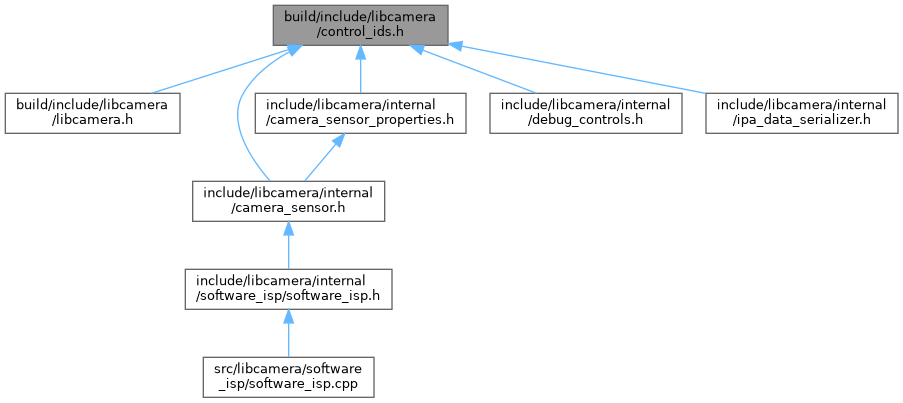 build/include/libcamera
/control_ids.h
build/include/libcamera
/libcamera.h
include/libcamera/internal
/camera_sensor_properties.h
include/libcamera/internal
/debug_controls.h
include/libcamera/internal
/ipa_data_serializer.h
include/libcamera/internal
/camera_sensor.h
include/libcamera/internal
/software_isp/software_isp.h
src/libcamera/software
_isp/software_isp.cpp